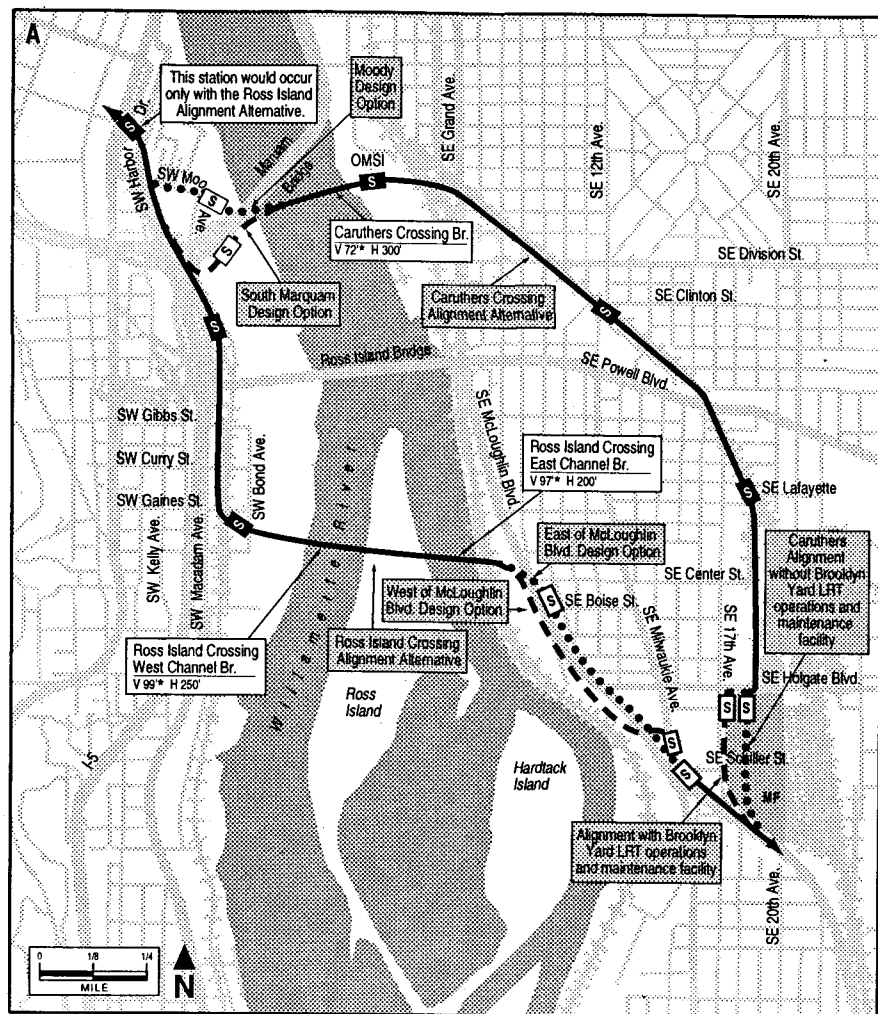 A
This station would occur
only with the Ross Island
Alignment Alternative.
Moody
Design
Option
SW Harbor Dr
SE Grand Ave.
OMSI
Marquam
Bridge
SW Moo
Ave
S
S
S
S
SE 12th Ave.
SE 20th Ave.
Caruthers Crossing Br.
V 72'* H 300'
SE Division St.
South Marquam
Design Option
Caruthers Crossing
Alignment Alternative
SE Clinton St.
S
S
Ross Island Bridge
SE Powell Blvd.
SW Gibbs St.
SW Curry St.
SW Gaines St.
SW Kelly Ave.
SW Macadam Ave.
SW Bond Ave.
S
Willamette River
SE McLoughlin Blvd.
Ross Island Crossing
East Channel Br.
V 97'* H 200'
S
SE Lafayette
East of McLoughlin
Blvd. Design Option
West of McLoughlin
Blvd. Design Option
S
SE Boise St.
SE Center St.
SE Milwaukie Ave.
SE 17th Ave.
Caruthers
Alignment
without Brooklyn
Yard LRT
operations and
maintenance
facility
Ross Island Crossing
West Channel Br.
V 99'* H 250'
Ross Island Crossing
Alignment Alternative
SE Holgate Blvd.
S
S
Ross
Island
S
S
SE Schiller St.
Hardtack
Island
I-5
MF
Alignment with Brooklyn
Yard LRT operations
and maintenance facility
SE 20th Ave.
0 1/8 1/4
MILE
N